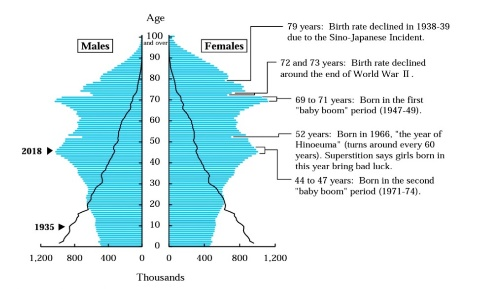 Age
100
and over
Males
Females
90
80
70
60
50
40
30
20
10
0
2018
1935
1,200
800
400
0
0
400
800
1,200
Thousands
79 years: Birth rate declined in 1938-39
due to the Sino-Japanese Incident.
72 and 73 years: Birth rate declined
around the end of World War II.
69 to 71 years: Born in the first
"baby boom" period (1947-49).
52 years: Born in 1966, "the year of
Hinoeuma" (turns around every 60
years). Superstition says girls born in
this year bring bad luck.
44 to 47 years: Born in the second
"baby boom" period (1971-74).